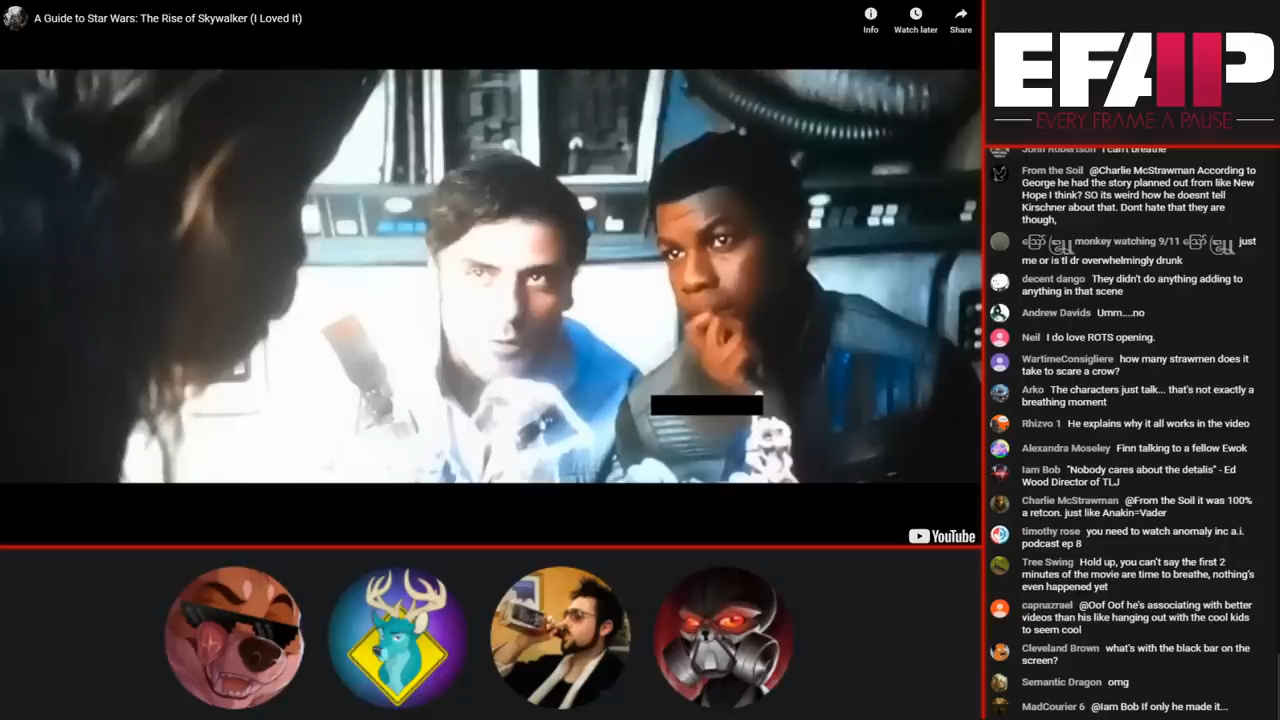 A Guide to Star Wars: The Rise of Skywalker (I Loved It)
Info
Watch later
Share
YouTube
EFAP
EVERY FRAME A PAUSE
John Robertson I can't breathe
From the Soil @Charlie McStrawman According to
George he had the story planned out from like New
Hope I think? SO its weird how he doesnt tell
Kirschner about that. Dont hate that they are
though,
monkey watching 9/11 just
me or is tl dr overwhelmingly drunk
decent dango They didn't do anything adding to
anything in that scene
Andrew Davids Umm....no
Neil I do love ROTS opening.
WartimeConsigliere how many strawmen does it
take to scare a crow?
Arko The characters just talk... that's not exactly a
breathing moment
Rhizvo 1 He explains why it all works in the video
Alexandra Moseley Finn talking to a fellow Ewok
Iam Bob "Nobody cares about the detalis" - Ed
Wood Director of TLJ
Charlie McStrawman @From the Soil it was 100%
a retcon. just like Anakin=Vader
timothy rose you need to watch anomaly inc a.i.
podcast ep 8
Tree Swing Hold up, you can't say the first 2
minutes of the movie are time to breathe, nothing's
even happened yet
capnazrael @Oof Oof he's associating with better
videos than his like hanging out with the cool kids
to seem cool
Cleveland Brown what's with the black bar on the
screen?
Semantic Dragon omg
MadCourier 6 @Iam Bob If only he made it...